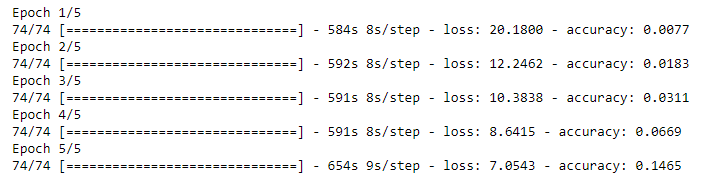 Epoch 1/5
74/74 [==============================] - 584s 8s/step - loss: 20.1800 - accuracy: 0.0077
Epoch 2/5
74/74 [==============================] - 592s 8s/step - loss: 12.2462 - accuracy: 0.0183
Epoch 3/5
74/74 [==============================] - 591s 8s/step - loss: 10.3838 - accuracy: 0.0311
Epoch 4/5
74/74 [==============================] - 591s 8s/step - loss: 8.6415 - accuracy: 0.0669
Epoch 5/5
74/74 [==============================] - 654s 9s/step - loss: 7.0543 - accuracy: 0.1465